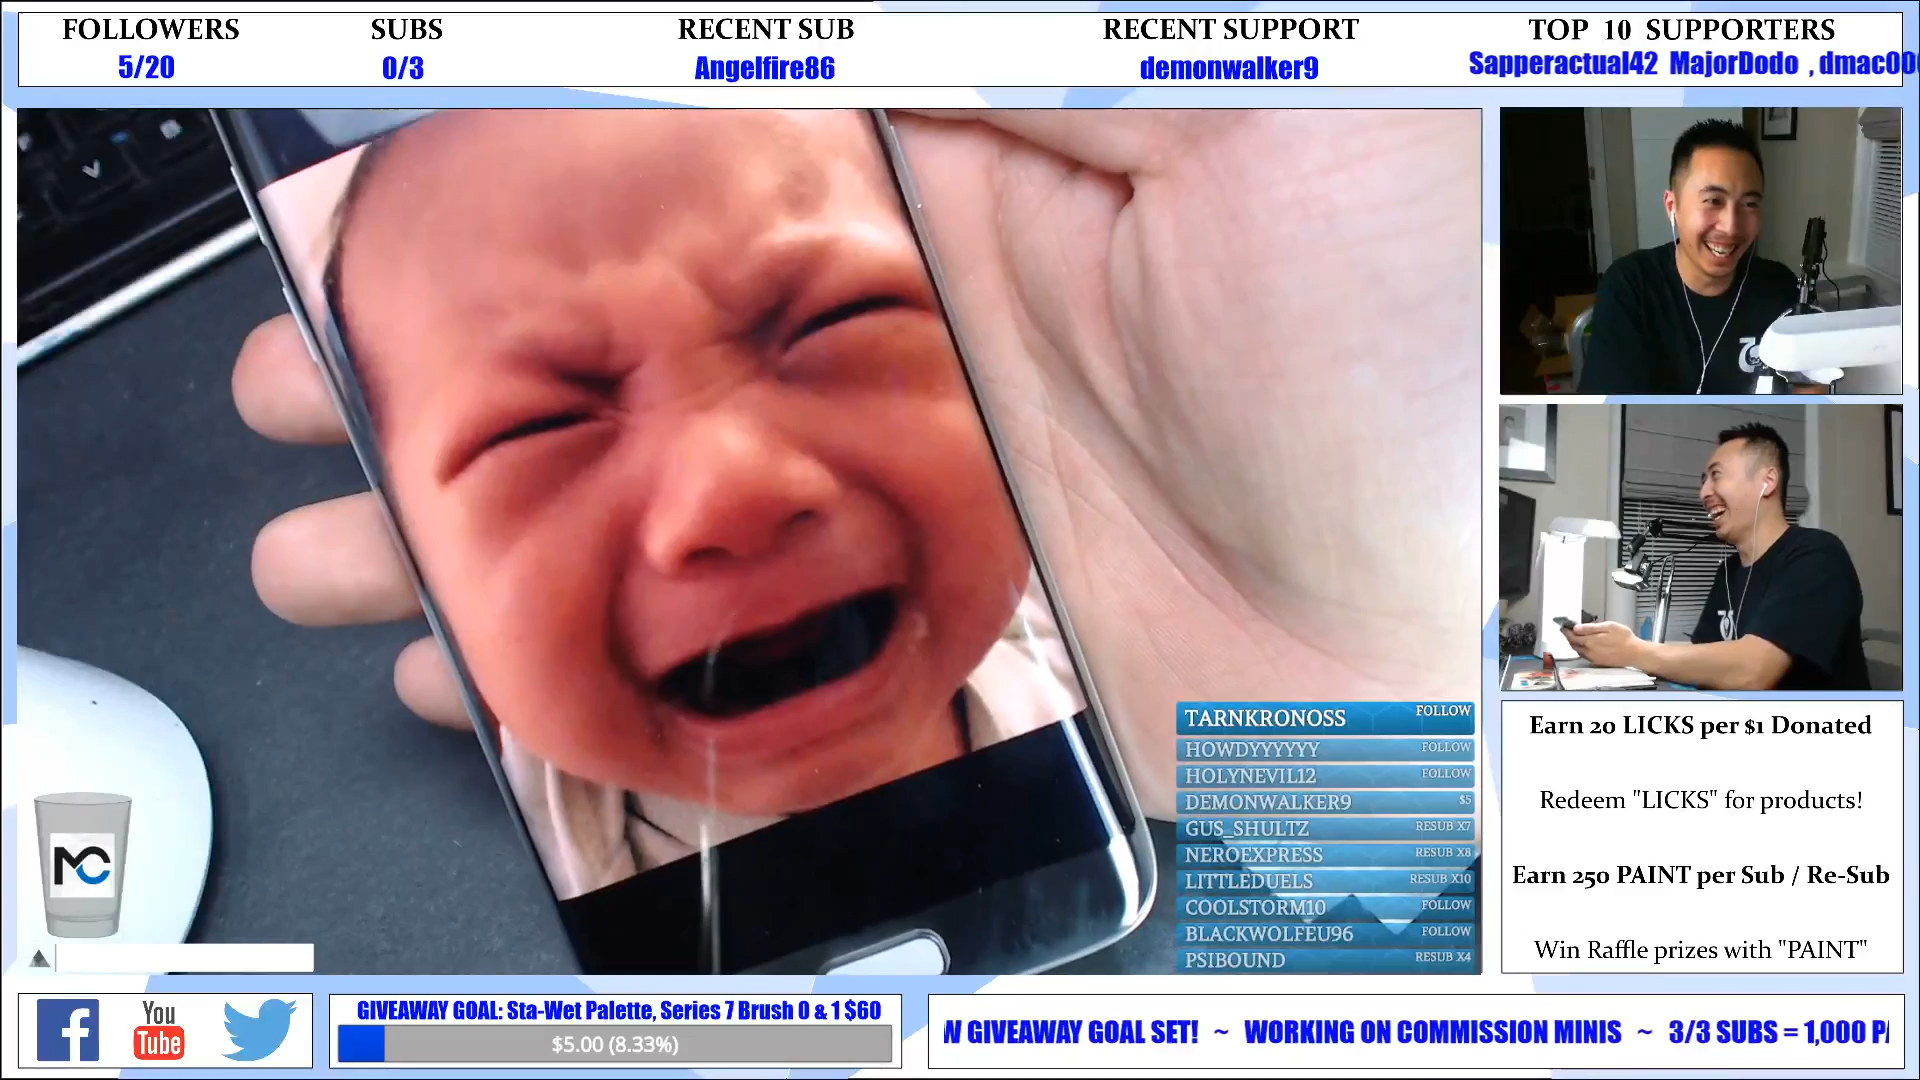 FOLLOWERS
5/20
SUBS
0/3
RECENT SUB
Angelfire86
RECENT SUPPORT
demonwalker9
TOP 10 SUPPORTERS
Sapperactual42 MajorDodo , dmac00
TARNKRONOSS FOLLOW
HOWDYYYYYY FOLLOW
HOLYNEVIL12 FOLLOW
DEMONWALKER9 $5
GUS_SHULTZ RESUB X7
NEROEXPRESS RESUB X8
LITTLEDUELS RESUB X10
COOLSTORM10 FOLLOW
BLACKWOLFEU96 FOLLOW
PSIBOUND RESUB X4
Earn 20 LICKS per $1 Donated
Redeem "LICKS" for products!
Earn 250 PAINT per Sub / Re-Sub
Win Raffle prizes with "PAINT"
MC
f
You
Tube
GIVEAWAY GOAL: Sta-Wet Palette, Series 7 Brush 0 & 1 $60
$5.00 (8.33%)
W GIVEAWAY GOAL SET! ~ WORKING ON COMMISSION MINIS ~ 3/3 SUBS = 1,000 P